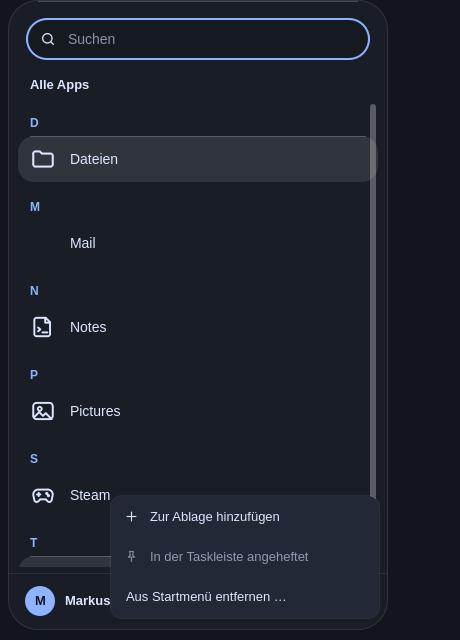 Suchen
Alle Apps
D
Dateien
M
Mail
N
Notes
P
Pictures
S
Steam
Zur Ablage hinzufügen
T
In der Taskleiste angeheftet
M Markus
Aus Startmenü entfernen …